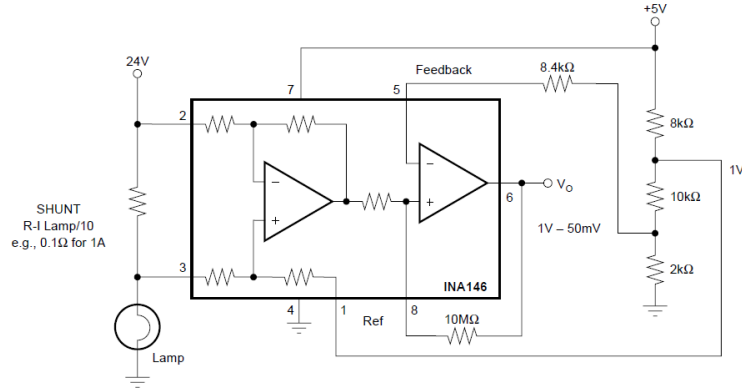 +5V
24V
7
5
Feedback
8.4kΩ
2
8kΩ
1V
6
VO
SHUNT
R-I Lamp/10
e.g., 0.1Ω for 1A
10kΩ
1V – 50mV
3
2kΩ
INA146
4
1
Ref
8
10MΩ
Lamp